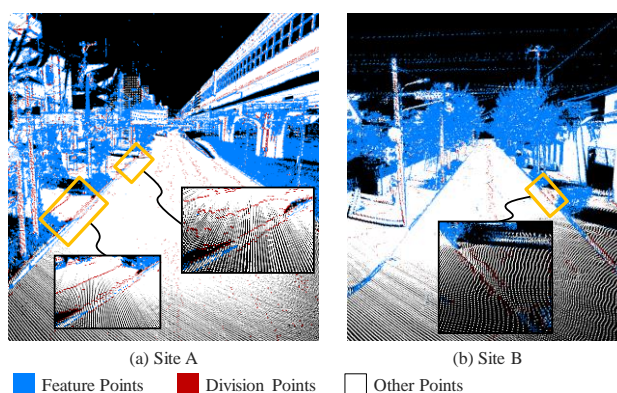 (a) Site A
(b) Site B
Feature Points
Division Points
Other Points